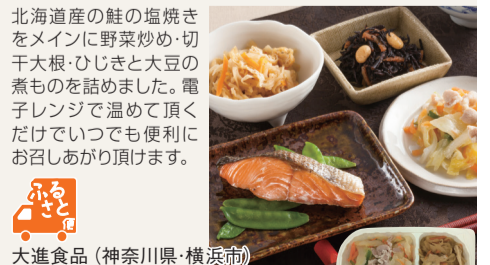 北海道産の鮭の塩焼き
をメインに野菜炒め･切
干大根･ひじきと大豆の
煮ものを詰めました。電
子レンジで温めて頂く
だけでいつでも便利に
お召しあがり頂けます。
ふるさと便
大進食品（神奈川県･横浜市）